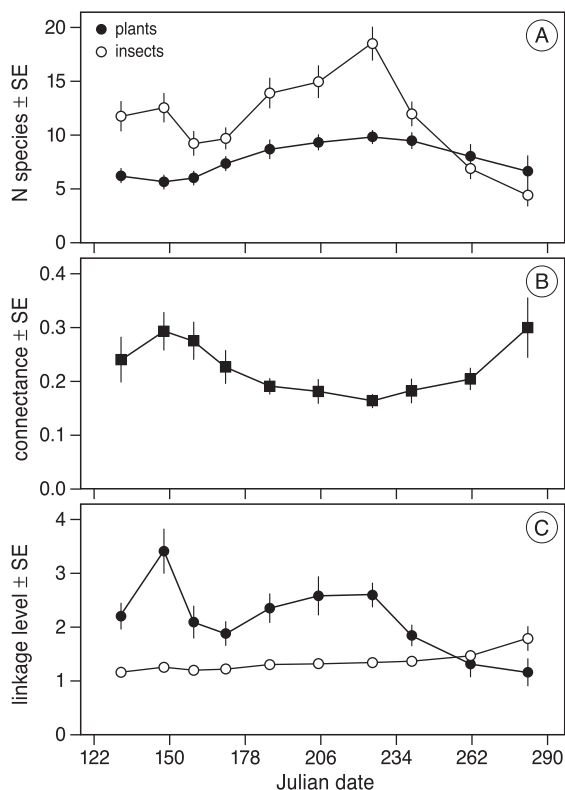 A
plants
insects
N species ± SE
20
15
10
5
0
B
connectance ± SE
0.4
0.3
0.2
0.1
0.0
C
linkage level ± SE
4
3
2
1
0
122 150 178 206 234 262 290
Julian date